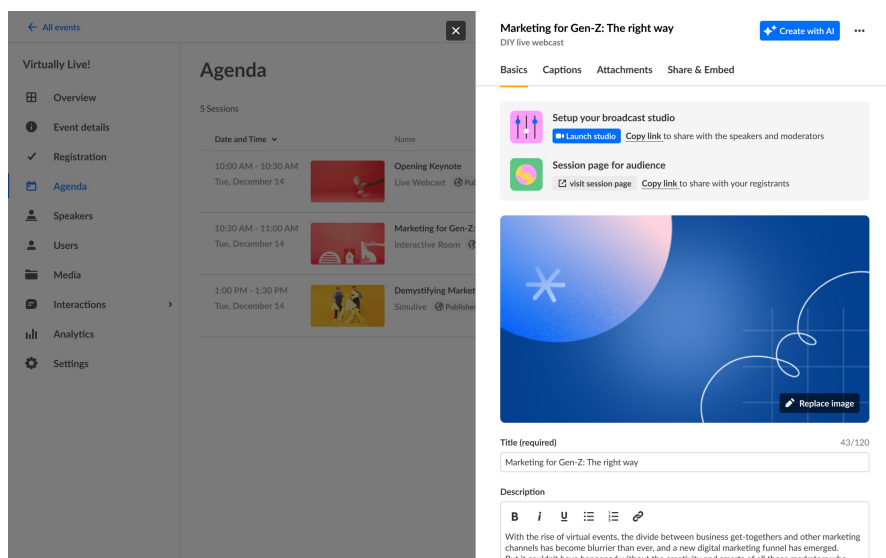 All events
Virtually Live!
Overview
Event details
Registration
Agenda
Speakers
Users
Media
Interactions
Analytics
Settings
Agenda
5 Sessions
Date and Time
Name
10:00 AM - 10:30 AM
Tue, December 14
Opening Keynote
Live Webcast
10:30 AM - 11:00 AM
Tue, December 14
Marketing for Gen-Z:
Interactive Room
1:00 PM - 1:30 PM
Tue, December 14
Demystifying Market
Simulive Published
Marketing for Gen-Z: The right way
DIY live webcast
Create with AI
Basics Captions Attachments Share & Embed
Setup your broadcast studio
Launch studio Copy link to share with the speakers and moderators
Session page for audience
visit session page Copy link to share with your registrants
Replace image
Title (required) 43/120
Marketing for Gen-Z: The right way
Description
B i U
With the rise of virtual events, the divide between business get-togethers and other marketing
channels has become blurrier than ever, and a new digital marketing funnel has emerged.